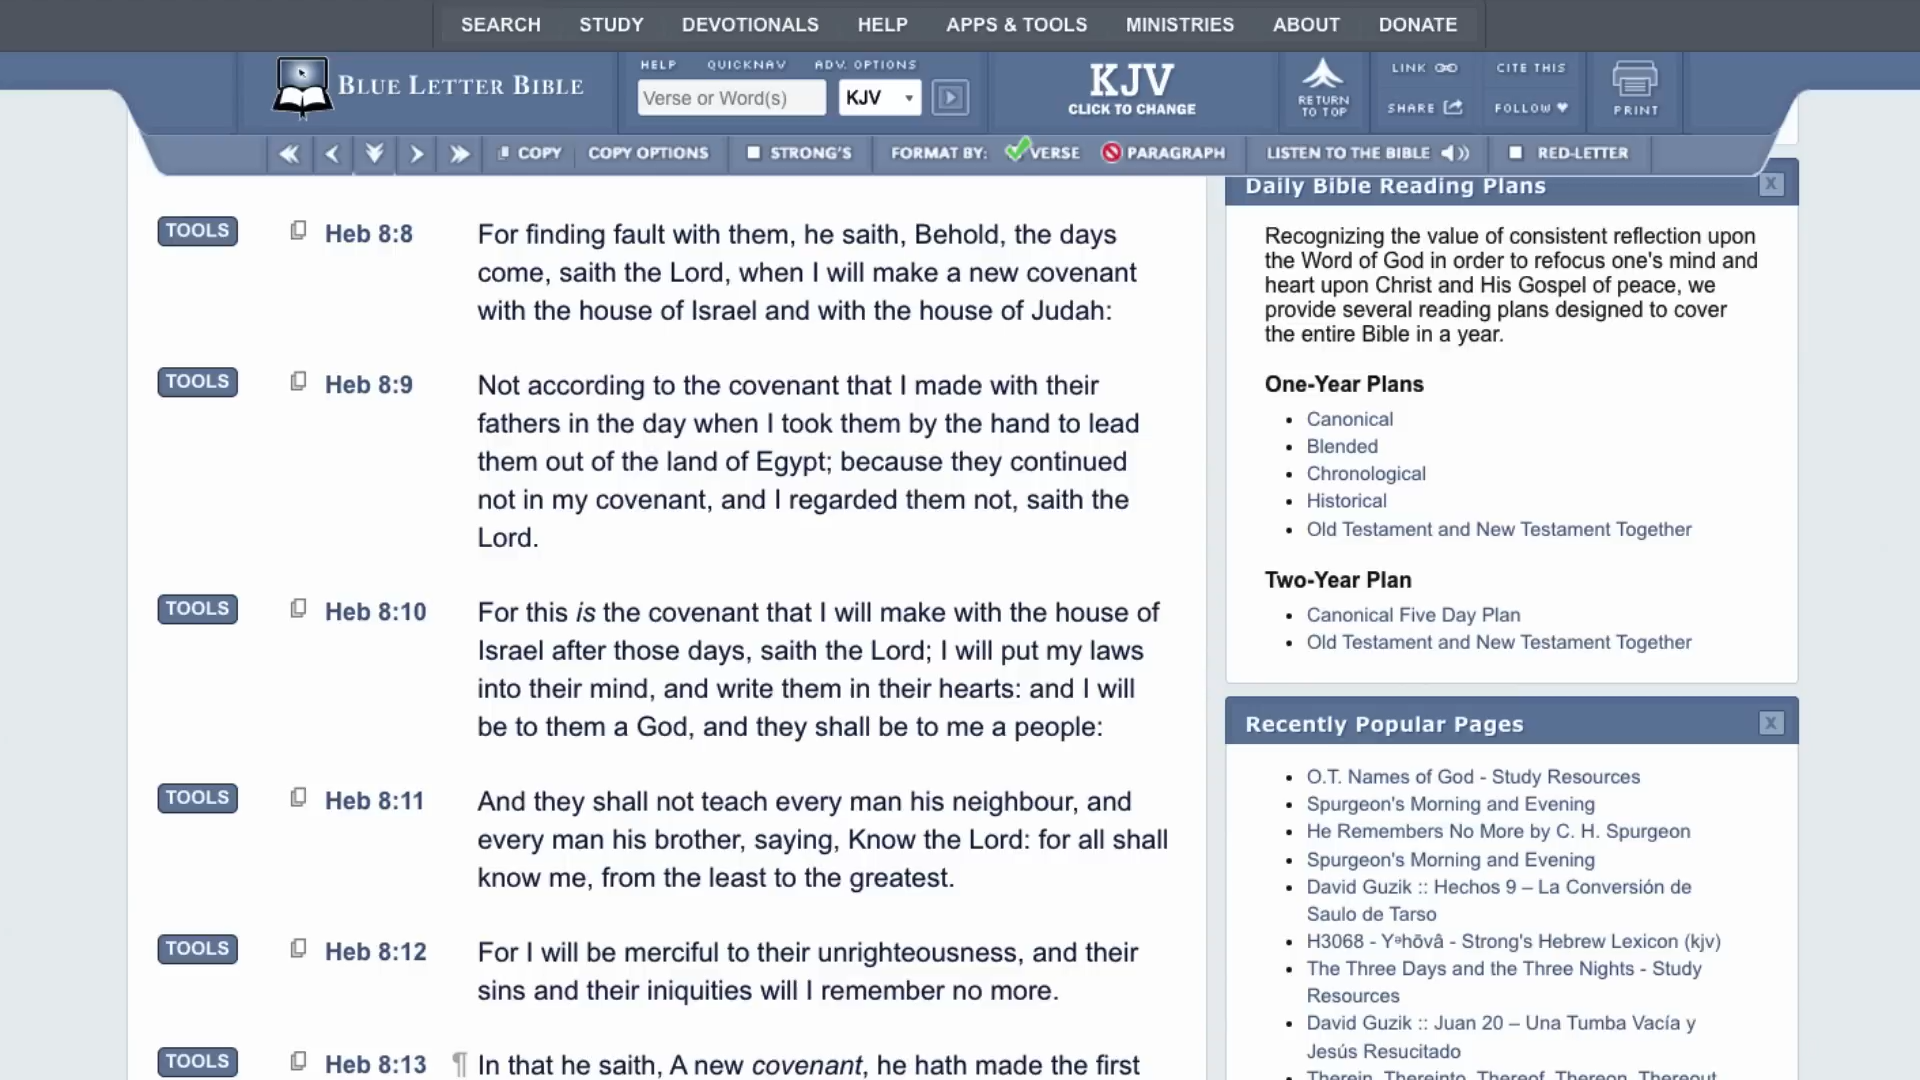 SEARCH STUDY DEVOTIONALS HELP APPS & TOOLS MINISTRIES ABOUT DONATE
BLUE LETTER BIBLE
HELP QUICKNAV ADV. OPTIONS
Verse or Word(s) KJV
KJV
CLICK TO CHANGE
RETURN
TO TOP
LINK CITE THIS
SHARE FOLLOW
PRINT
COPY COPY OPTIONS STRONG'S FORMAT BY: VERSE PARAGRAPH LISTEN TO THE BIBLE RED-LETTER
TOOLS Heb 8:8 For finding fault with them, he saith, Behold, the days
come, saith the Lord, when I will make a new covenant
with the house of Israel and with the house of Judah:
TOOLS Heb 8:9 Not according to the covenant that I made with their
fathers in the day when I took them by the hand to lead
them out of the land of Egypt; because they continued
not in my covenant, and I regarded them not, saith the
Lord.
TOOLS Heb 8:10 For this is the covenant that I will make with the house of
Israel after those days, saith the Lord; I will put my laws
into their mind, and write them in their hearts: and I will
be to them a God, and they shall be to me a people:
TOOLS Heb 8:11 And they shall not teach every man his neighbour, and
every man his brother, saying, Know the Lord: for all shall
know me, from the least to the greatest.
TOOLS Heb 8:12 For I will be merciful to their unrighteousness, and their
sins and their iniquities will I remember no more.
TOOLS Heb 8:13 ¶ In that he saith, A new covenant, he hath made the first
Daily Bible Reading Plans X
Recognizing the value of consistent reflection upon
the Word of God in order to refocus one's mind and
heart upon Christ and His Gospel of peace, we
provide several reading plans designed to cover
the entire Bible in a year.
One-Year Plans
• Canonical
• Blended
• Chronological
• Historical
• Old Testament and New Testament Together
Two-Year Plan
• Canonical Five Day Plan
• Old Testament and New Testament Together
Recently Popular Pages X
• O.T. Names of God - Study Resources
• Spurgeon's Morning and Evening
• He Remembers No More by C. H. Spurgeon
• Spurgeon's Morning and Evening
• David Guzik :: Hechos 9 – La Conversión de
Saulo de Tarso
• H3068 - Yᵊhōvâ - Strong's Hebrew Lexicon (kjv)
• The Three Days and the Three Nights - Study
Resources
• David Guzik :: Juan 20 – Una Tumba Vacía y
Jesús Resucitado
• Therein, Thereinto, Thereof, Thereon, Thereout